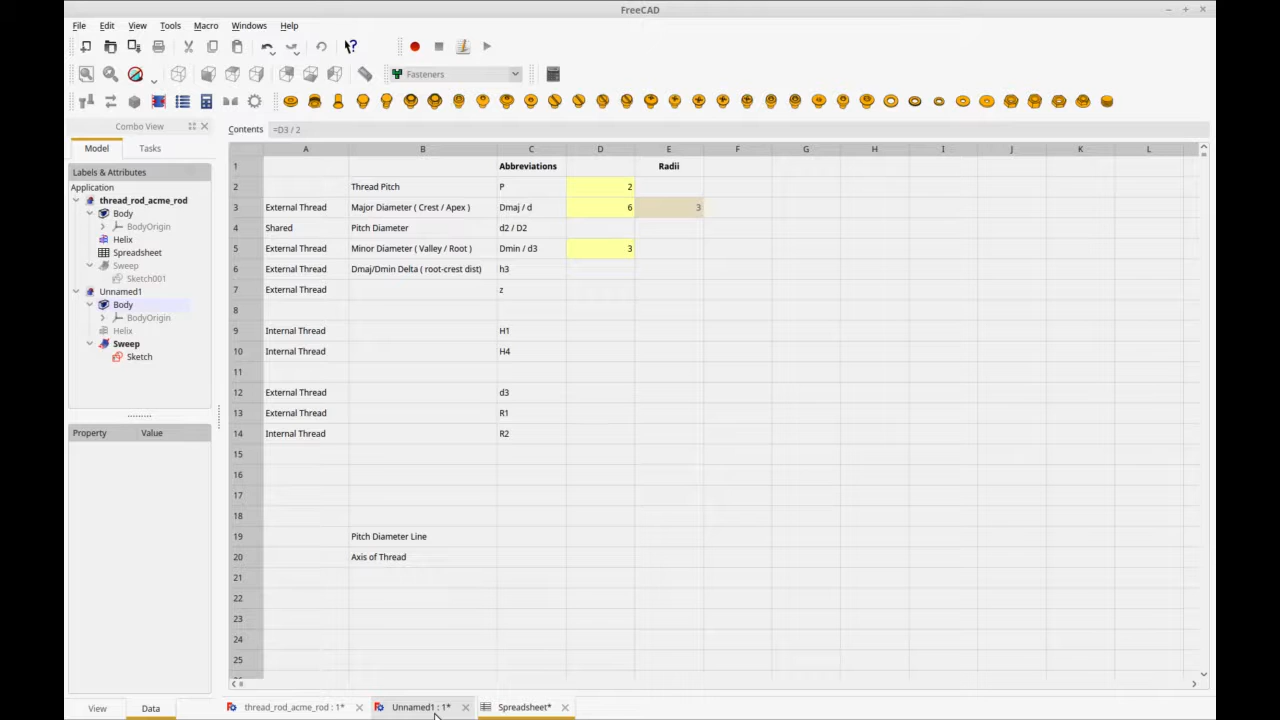 FreeCAD
File Edit View Tools Macro Windows Help
Fasteners
Combo View
Contents =D3 / 2
Model Tasks
Labels & Attributes
Application
thread_rod_acme_rod
Body
BodyOrigin
Helix
Spreadsheet
Sweep
Sketch001
Unnamed1
Body
BodyOrigin
Helix
Sweep
Sketch
Property Value
View Data
A B C D E F G H I J K L
1 Abbreviations Radii
2 Thread Pitch P 2
3 External Thread Major Diameter ( Crest / Apex ) Dmaj / d 6 3
4 Shared Pitch Diameter d2 / D2
5 External Thread Minor Diameter ( Valley / Root ) Dmin / d3 3
6 External Thread Dmaj/Dmin Delta ( root-crest dist) h3
7 External Thread z
8
9 Internal Thread H1
10 Internal Thread H4
11
12 External Thread d3
13 External Thread R1
14 Internal Thread R2
15
16
17
18
19 Pitch Diameter Line
20 Axis of Thread
21
22
23
24
25
thread_rod_acme_rod : 1* Unnamed1 : 1* Spreadsheet*